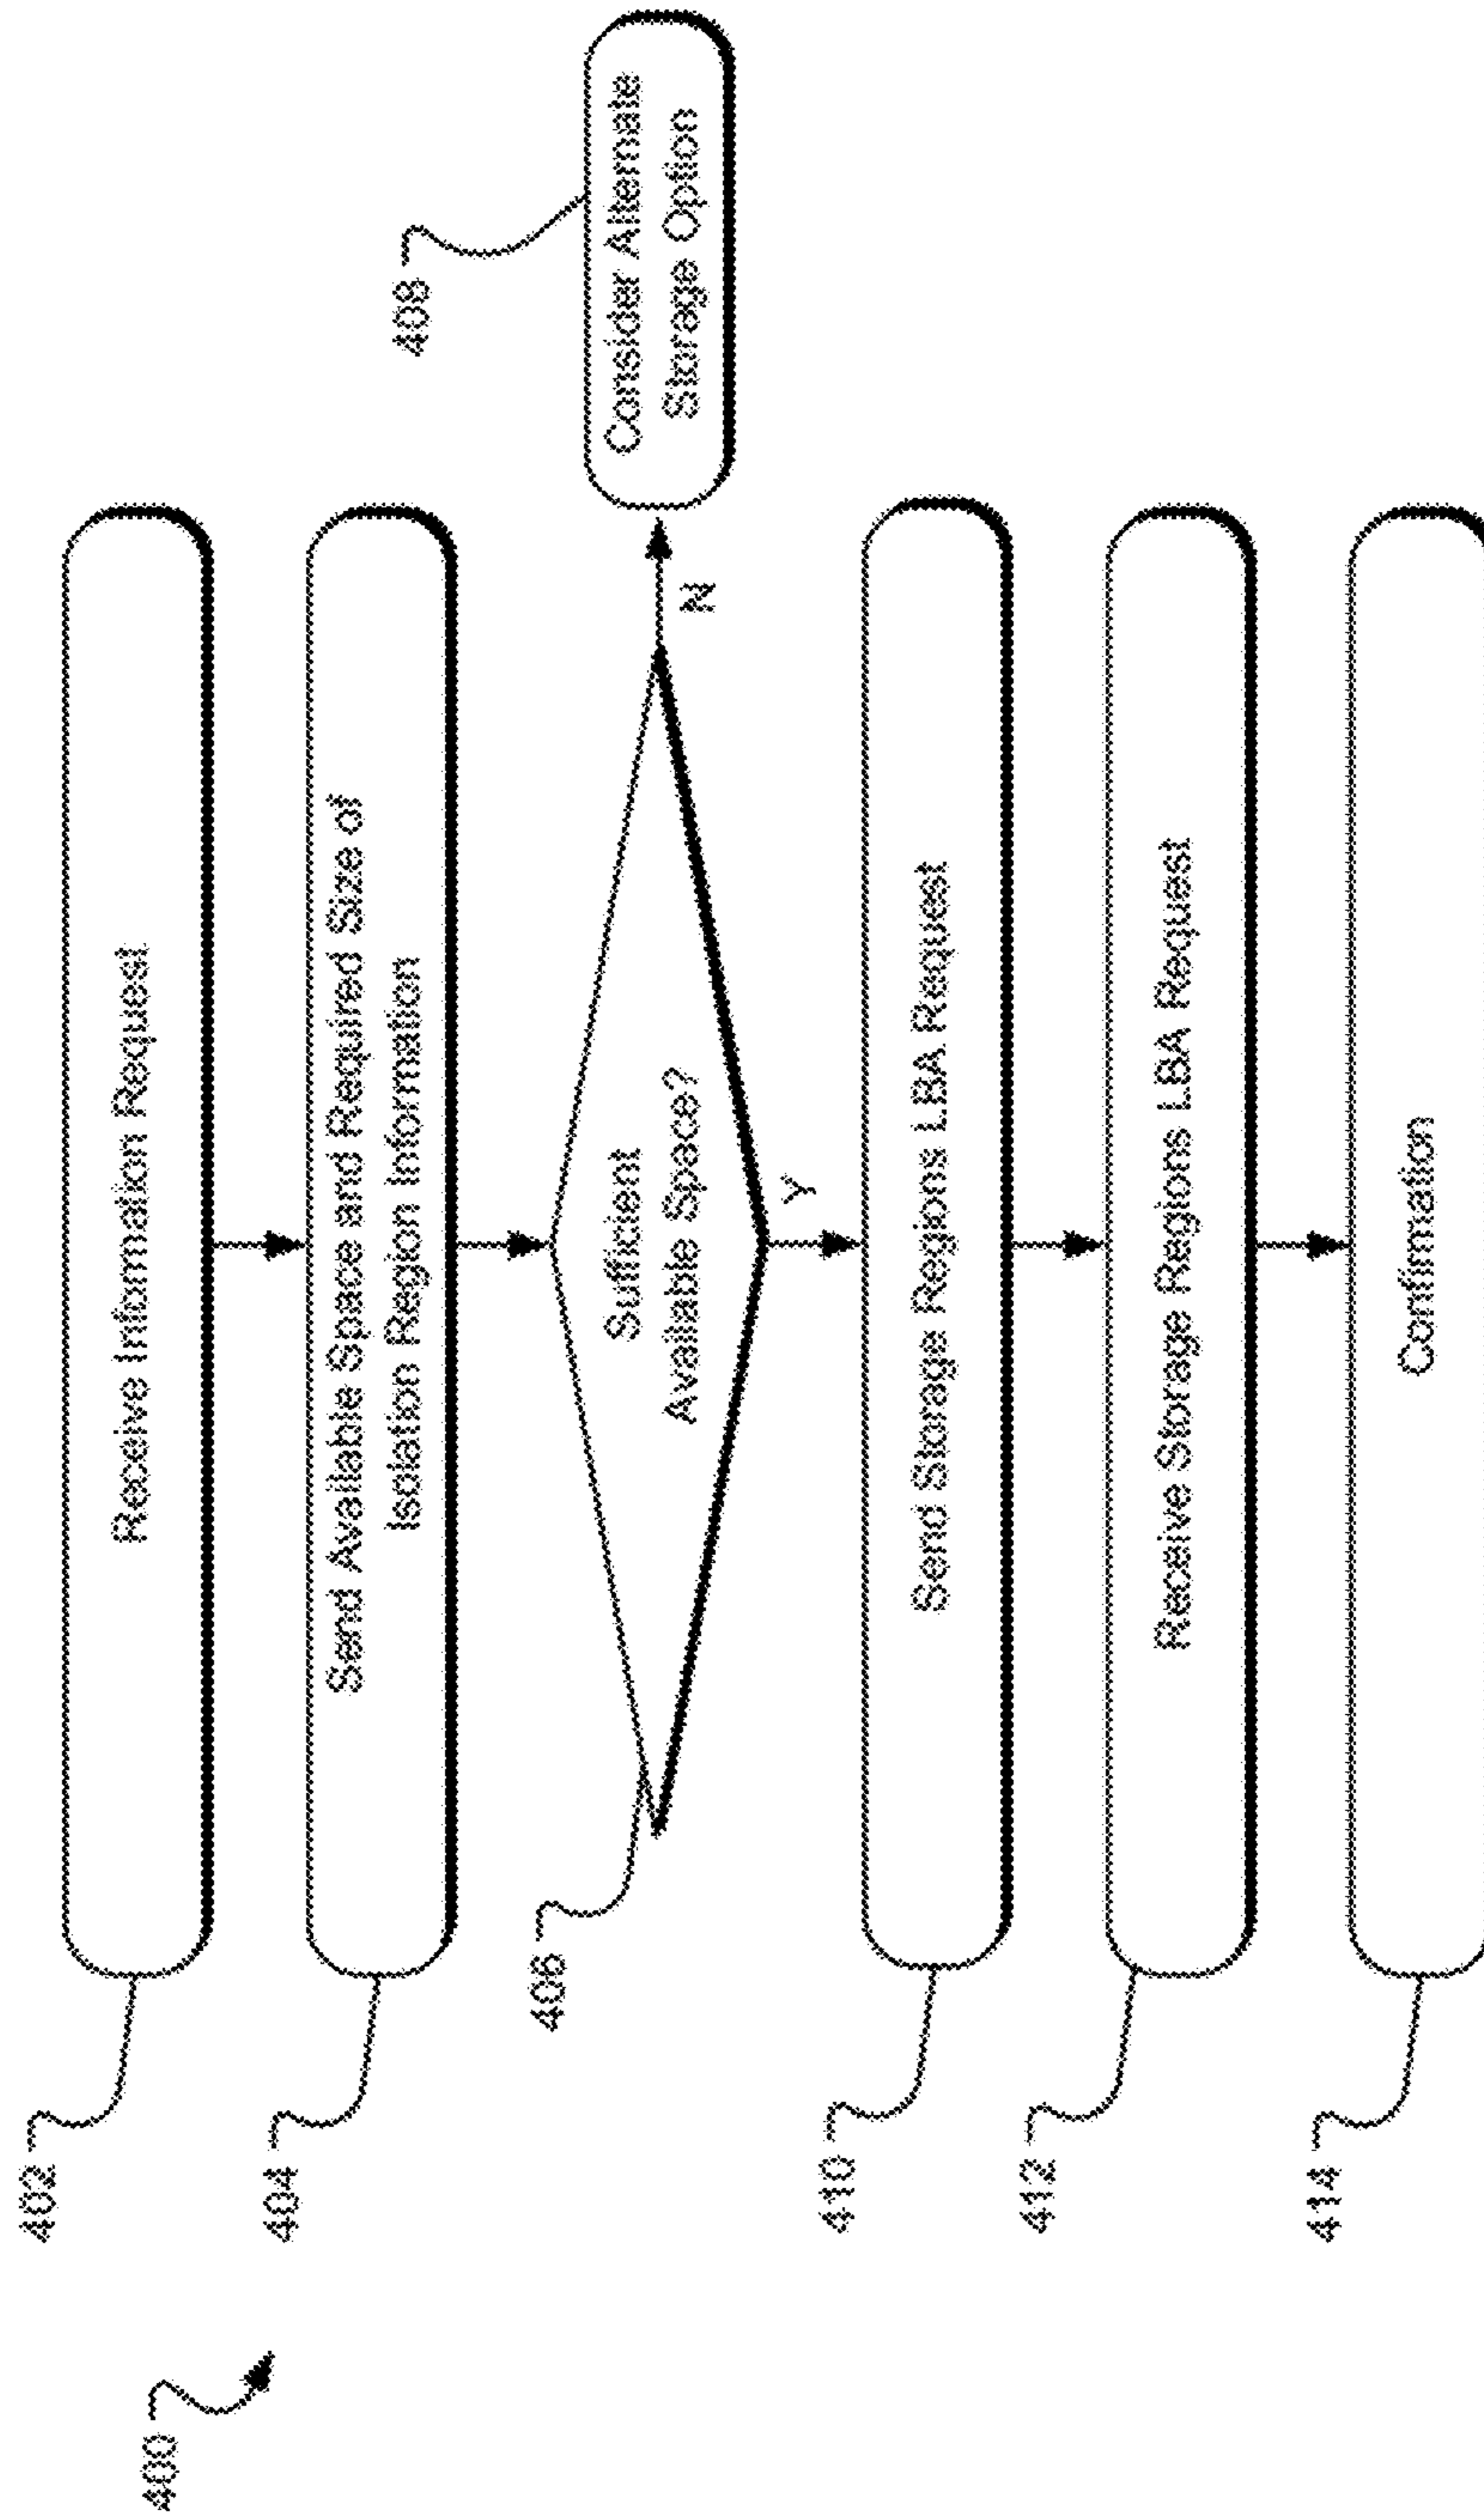 400
402
Receive Information Request
404
Send Available Space and Required Size of
Isolation Region Information
406
Sufficient
Available Space?
N
408
Consider Alternate
Storage Option
Y
410
Send Storage Regions LBA Request
412
Receive Storage Regions LBA Request
414
Confirmation